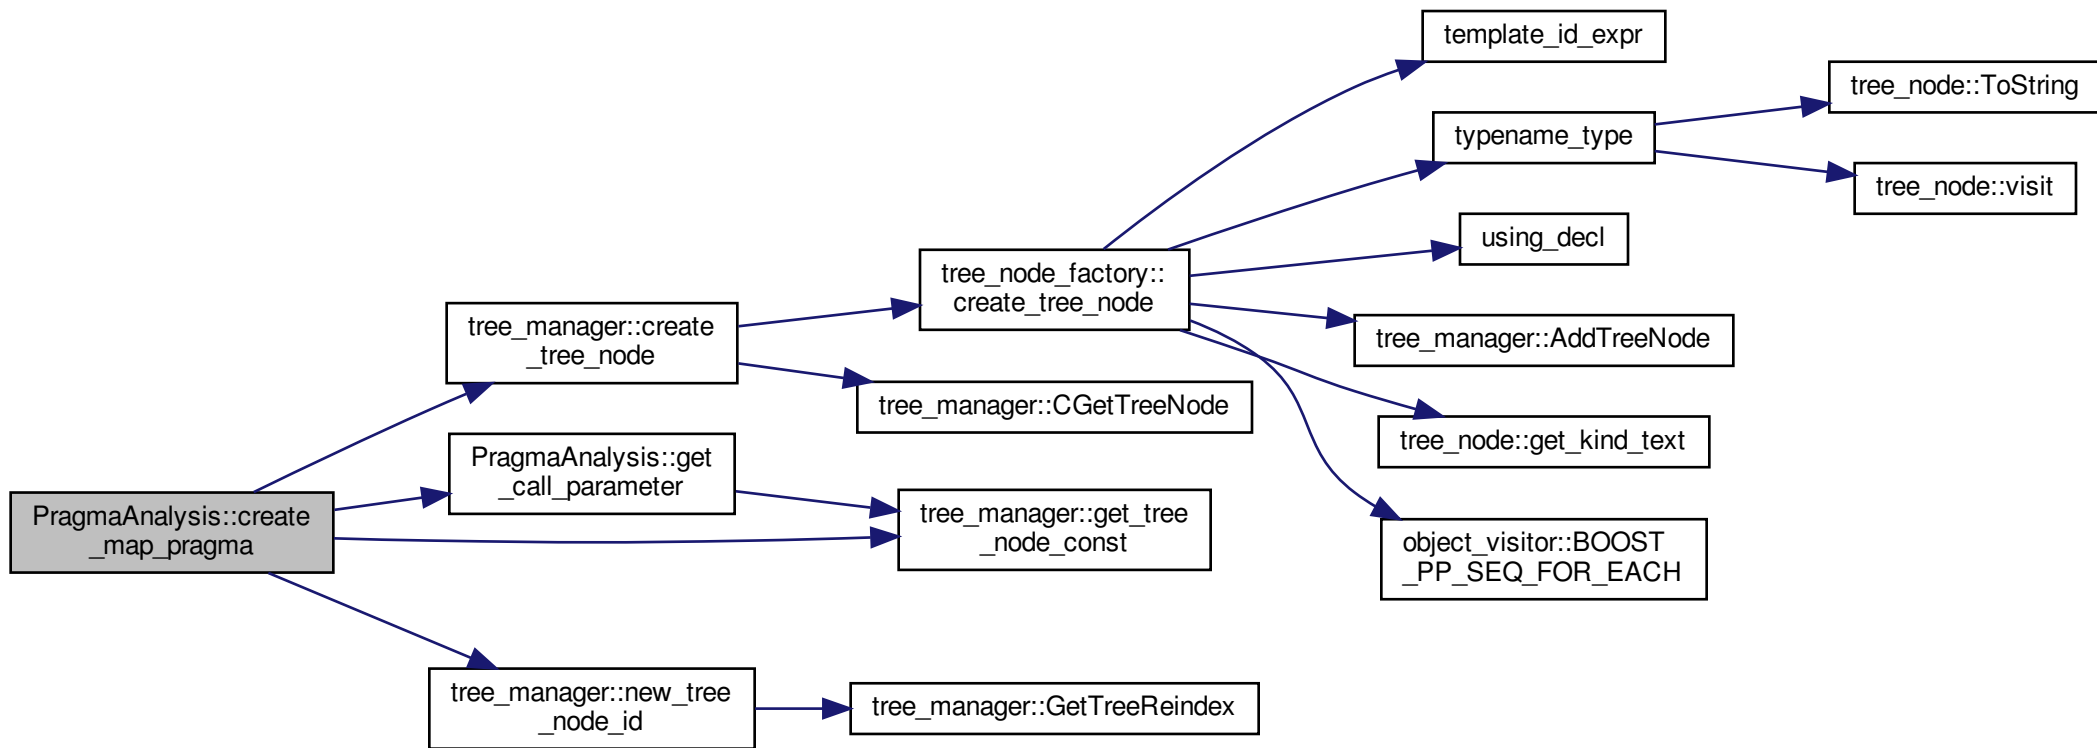 template_id_expr
tree_node::ToString
typename_type
tree_node::visit
using_decl
tree_node_factory::
create_tree_node
tree_manager::create
_tree_node
tree_manager::AddTreeNode
tree_manager::CGetTreeNode
tree_node::get_kind_text
PragmaAnalysis::get
_call_parameter
PragmaAnalysis::create
_map_pragma
tree_manager::get_tree
_node_const
object_visitor::BOOST
_PP_SEQ_FOR_EACH
tree_manager::new_tree
_node_id
tree_manager::GetTreeReindex